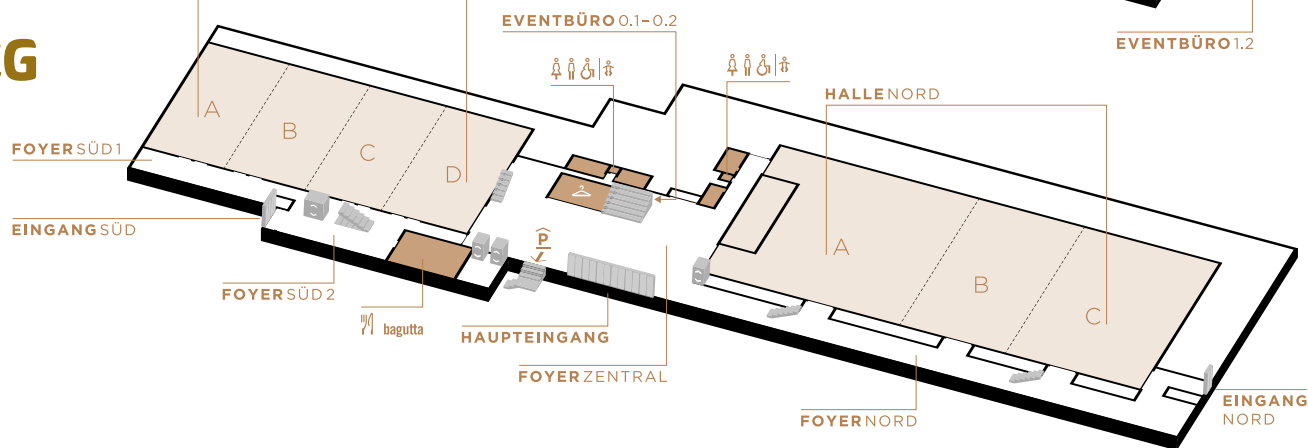 EVENTBÜRO 0.1–0.2
EVENTBÜRO 1.2
G
HALLE NORD
A
B
C
D
FOYER SÜD 1
EINGANG SÜD
P
A
B
C
FOYER SÜD 2
bagutta
HAUPTEINGANG
FOYER ZENTRAL
FOYER NORD
EINGANG
NORD